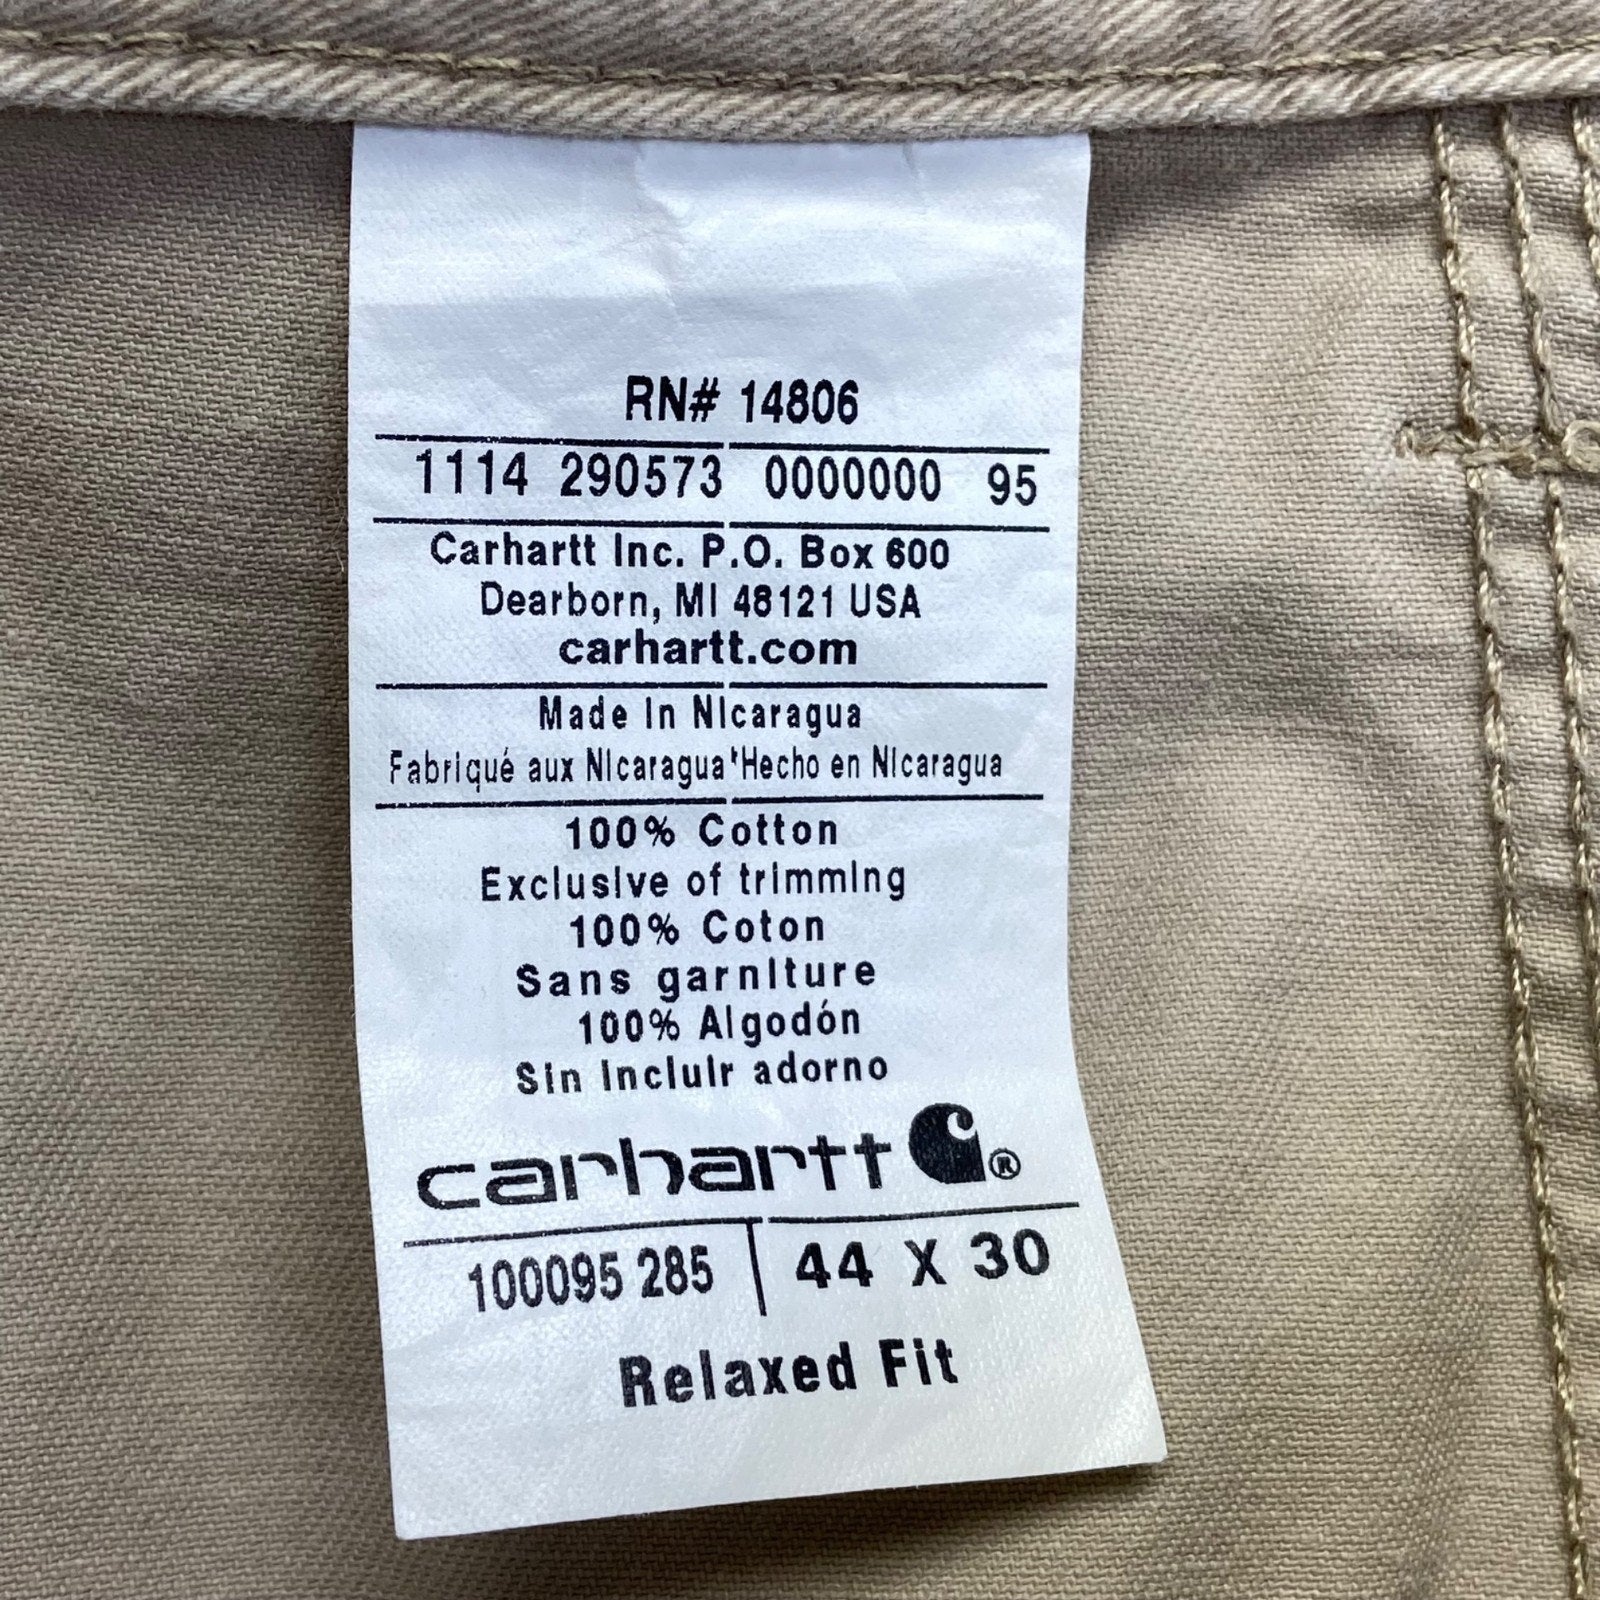 RN# 14806
1114 290573 0000000 95
Carhartt Inc. P.O. Box 600
Dearborn, MI 48121 USA
carhartt.com
Made In Nicaragua
Fabriqué aux Nicaragua'Hecho en Nicaragua
100% Cotton
Exclusive of trimming
100% Coton
Sans garniture
100% Algodón
Sin incluir adorno
carhartt ®
100095 285 | 44 X 30
Relaxed Fit